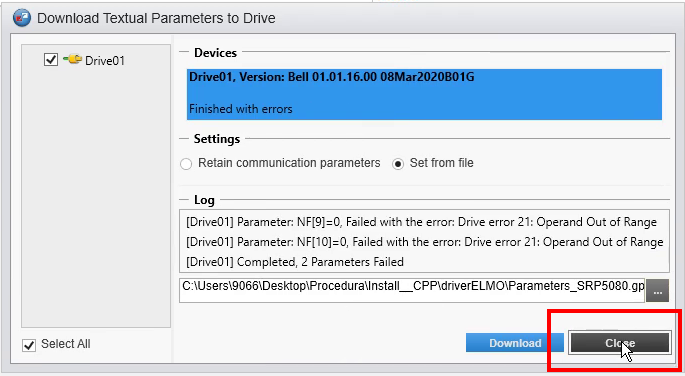 Download Textual Parameters to Drive
Drive01
Devices
Drive01, Version: Bell 01.01.16.00 08Mar2020B01G
Finished with errors
Settings
Retain communication parameters
Set from file
Log
[Drive01] Parameter: NF[9]=0, Failed with the error: Drive error 21: Operand Out of Range
[Drive01] Parameter: NF[10]=0, Failed with the error: Drive error 21: Operand Out of Range
[Drive01] Completed, 2 Parameters Failed
C:\Users\9066\Desktop\Procedura\Install__CPP\driverELMO\Parameters_SRP5080.gp
...
Select All
Download
Close